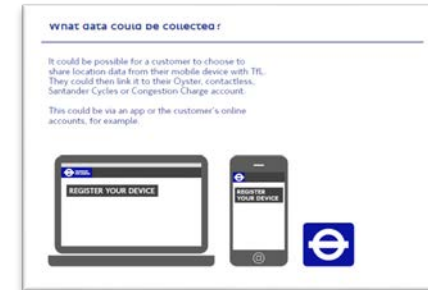 What data could be collected?
It could be possible for a customer to choose to
share location data from their mobile device with TfL.
They could then link it to their Oyster, contactless,
Santander Cycles or Congestion Charge account.
This could be via an app or the customer's online
accounts, for example.
REGISTER YOUR DEVICE
REGISTER
YOUR DEVICE